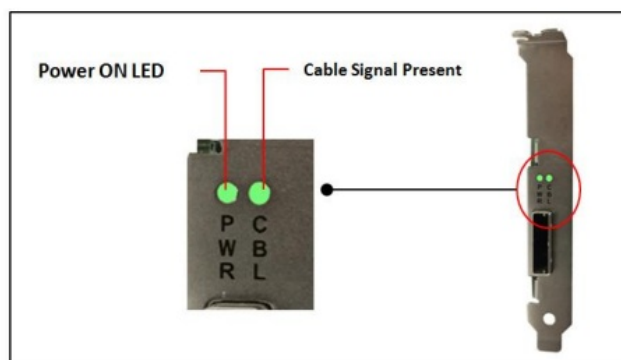 Power ON LED
Cable Signal Present
P C
W B
R L
P C
W B
R L